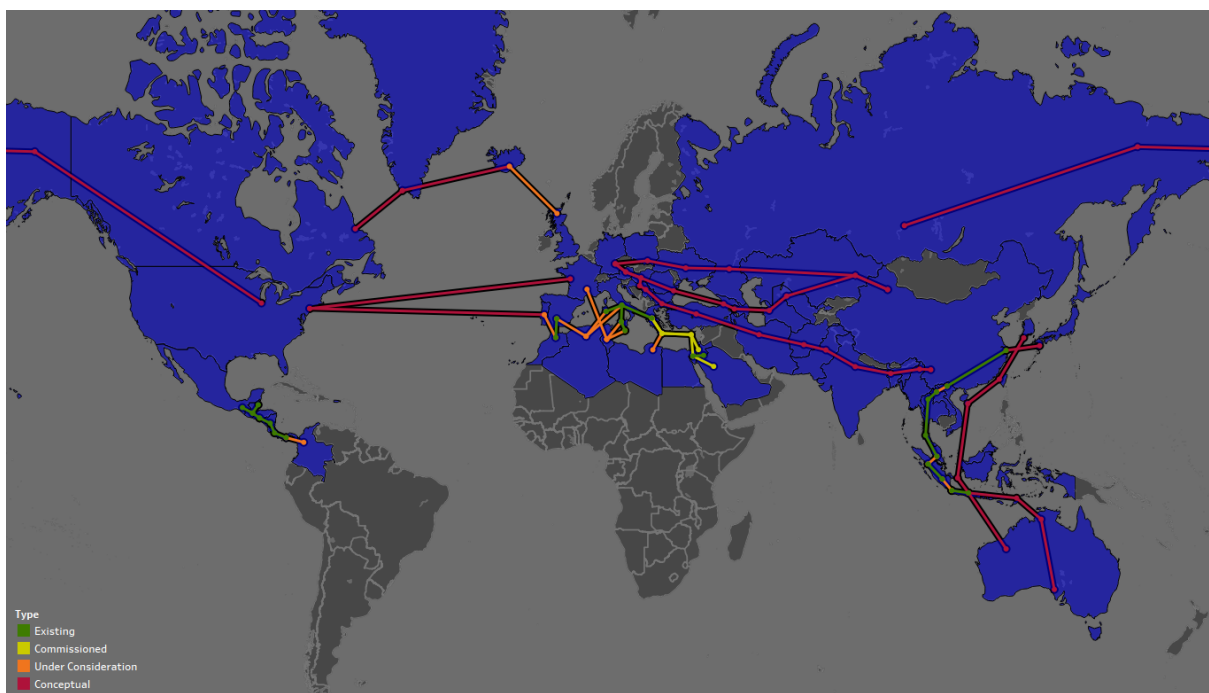 Type
Existing
Commissioned
Under Consideration
Conceptual